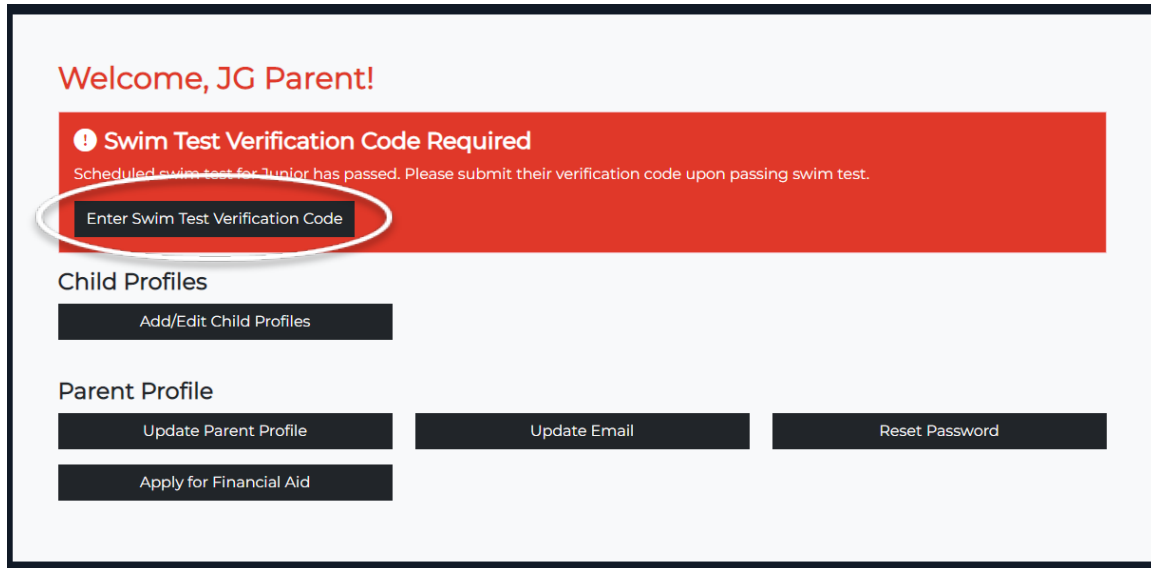 Welcome, JG Parent!
Swim Test Verification Code Required
Scheduled swim test for Junior has passed. Please submit their verification code upon passing swim test.
Enter Swim Test Verification Code
Child Profiles
Add/Edit Child Profiles
Parent Profile
Update Parent Profile
Update Email
Reset Password
Apply for Financial Aid